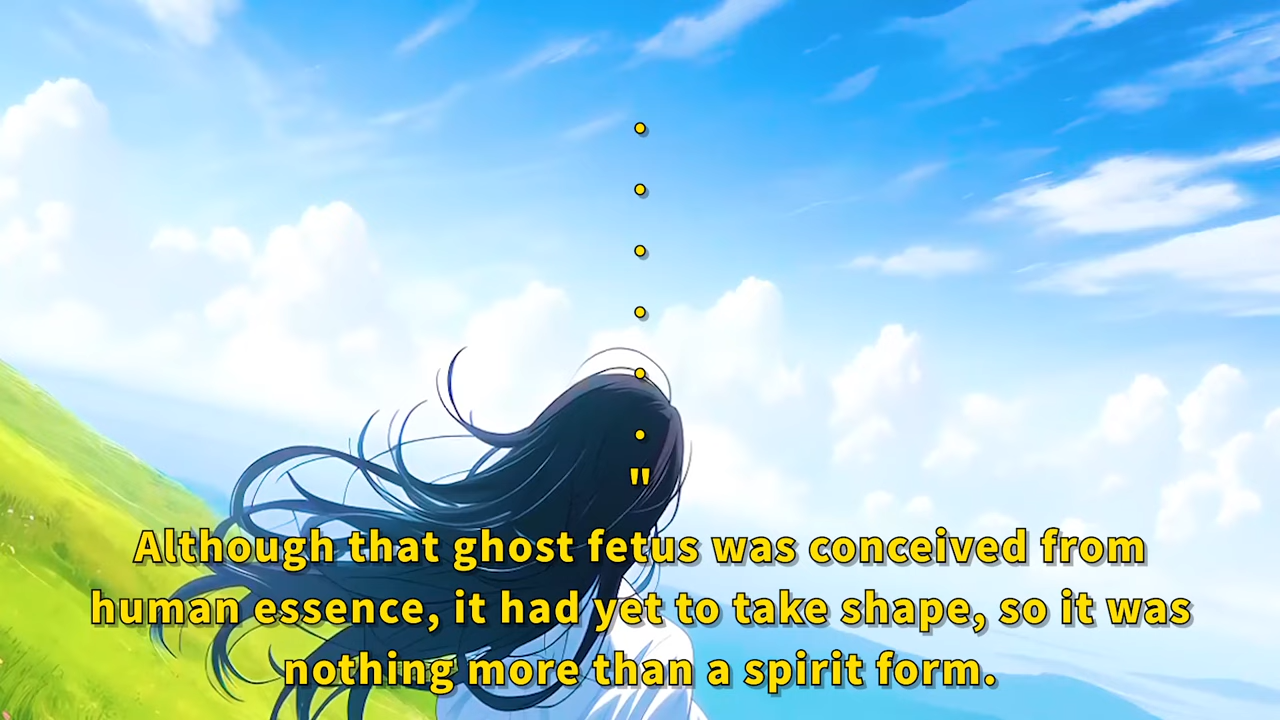 .
.
.
.
.
.
"
Although that ghost fetus was conceived from
human essence, it had yet to take shape, so it was
nothing more than a spirit form.